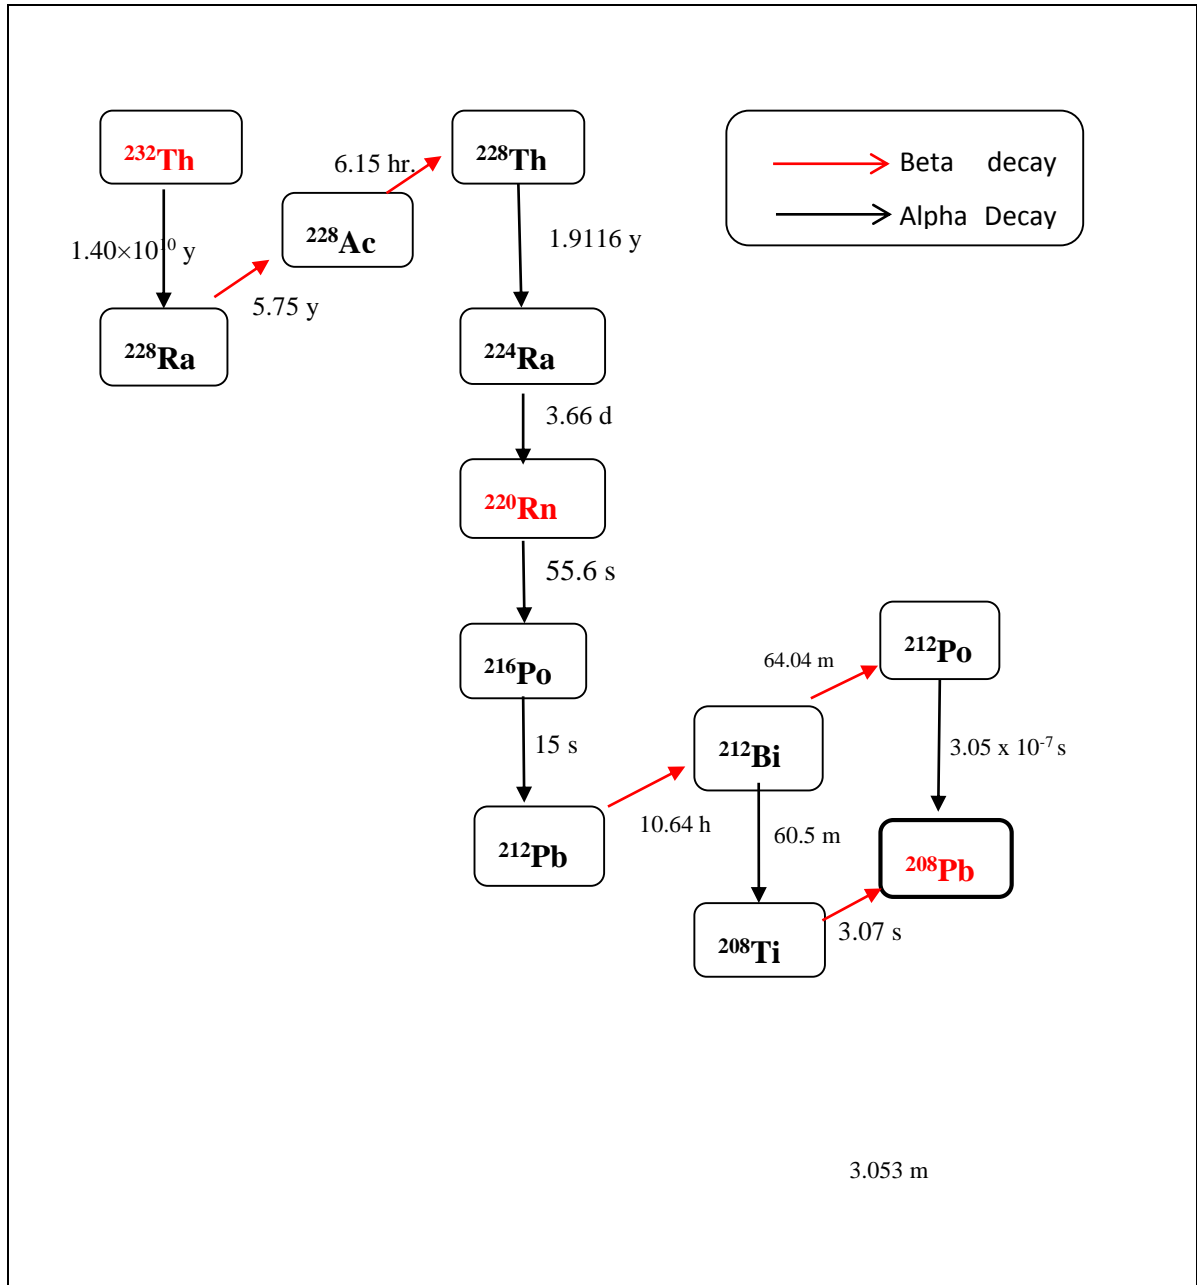 ²³²Th
6.15 hr.
²²⁸Th
Beta decay
Alpha Decay
²²⁸Ac
1.40×10¹⁰ y
1.9116 y
5.75 y
²²⁸Ra
²²⁴Ra
3.66 d
²²⁰Rn
55.6 s
²¹⁶Po
64.04 m
²¹²Po
15 s
²¹²Bi
3.05 x 10⁻⁷ s
10.64 h
60.5 m
²¹²Pb
²⁰⁸Pb
²⁰⁸Ti
3.07 s
3.053 m